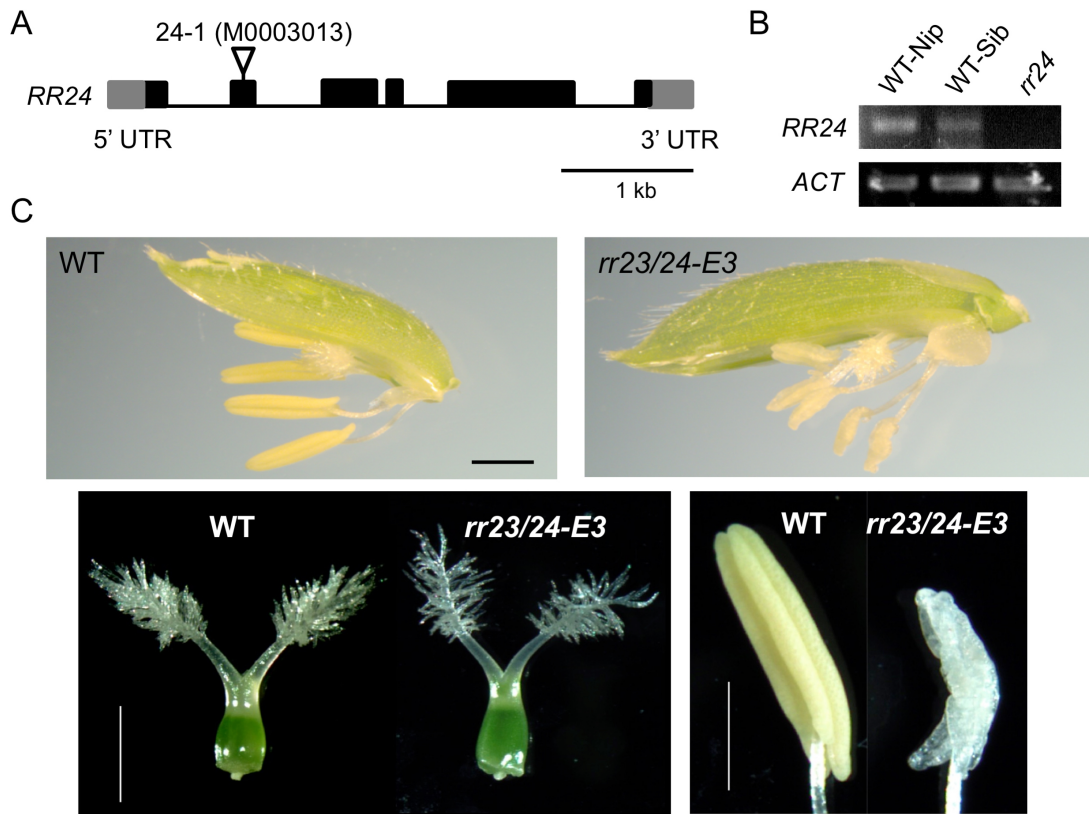 A
24-1 (M0003013)
RR24
5’ UTR
3’ UTR
1 kb
B
WT-Nip
WT-Sib
rr24
RR24
ACT
C
WT
rr23/24-E3
WT
rr23/24-E3
WT
rr23/24-E3